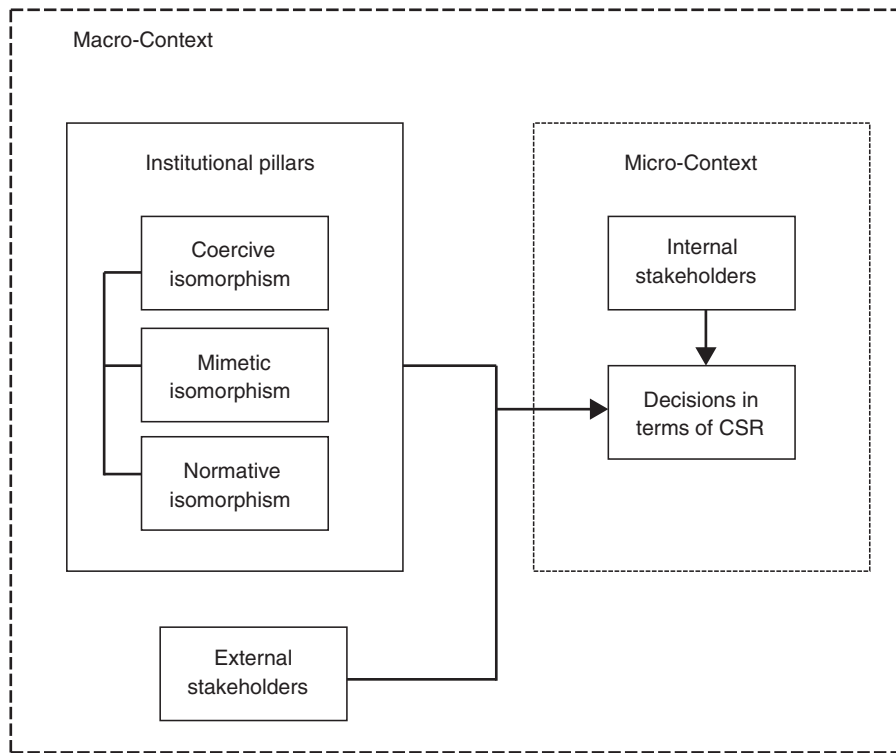 Macro-Context
Institutional pillars
Coercive
isomorphism
Mimetic
isomorphism
Normative
isomorphism
External
stakeholders
Micro-Context
Internal
stakeholders
Decisions in
terms of CSR